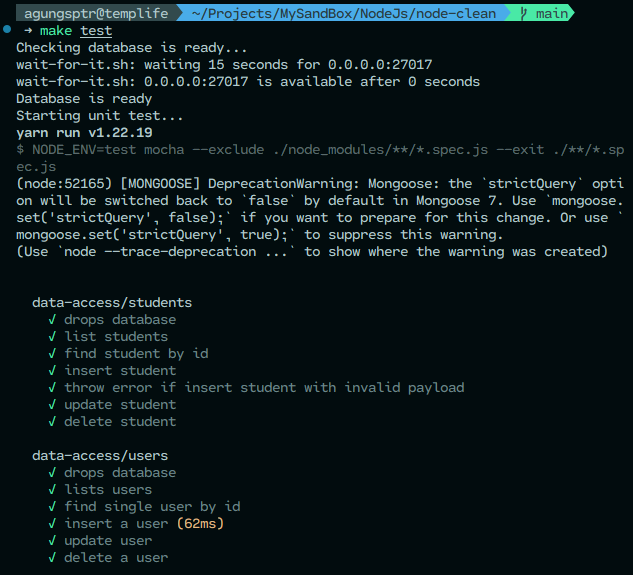 agungsptr@templife ~/Projects/MySandBox/NodeJs/node-clean main
→ make test
Checking database is ready...
wait-for-it.sh: waiting 15 seconds for 0.0.0.0:27017
wait-for-it.sh: 0.0.0.0:27017 is available after 0 seconds
Database is ready
Starting unit test...
yarn run v1.22.19
$ NODE_ENV=test mocha --exclude ./node_modules/**/*.spec.js --exit ./**/*.sp
ec.js
(node:52165) [MONGOOSE] DeprecationWarning: Mongoose: the `strictQuery` opti
on will be switched back to `false` by default in Mongoose 7. Use `mongoose.
set('strictQuery', false);` if you want to prepare for this change. Or use `
mongoose.set('strictQuery', true);` to suppress this warning.
(Use `node --trace-deprecation ...` to show where the warning was created)
data-access/students
✓ drops database
✓ list students
✓ find student by id
✓ insert student
✓ throw error if insert student with invalid payload
✓ update student
✓ delete student
data-access/users
✓ drops database
✓ lists users
✓ find single user by id
✓ insert a user (62ms)
✓ update user
✓ delete a user